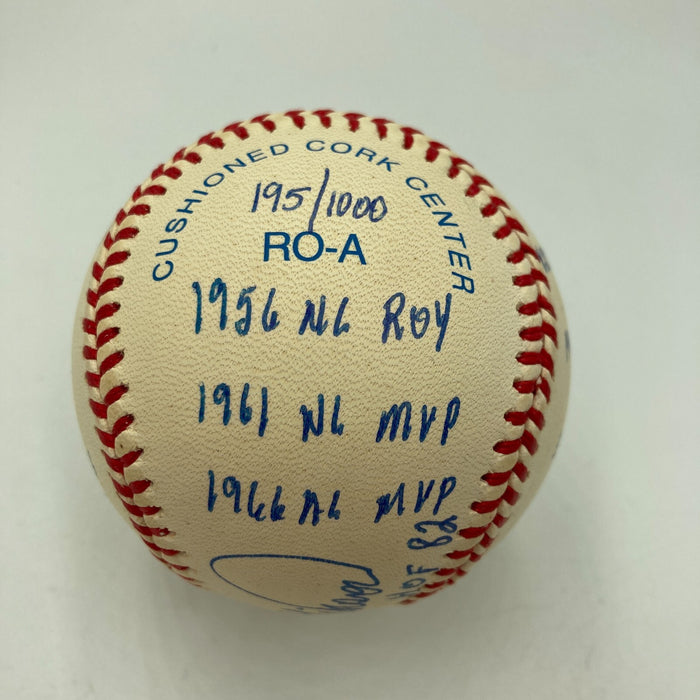 CUSHIONED CORK CENTER
195/1000
RO-A
1956 NL ROY
1961 NL MVP
1966 AL MVP
HOF 82